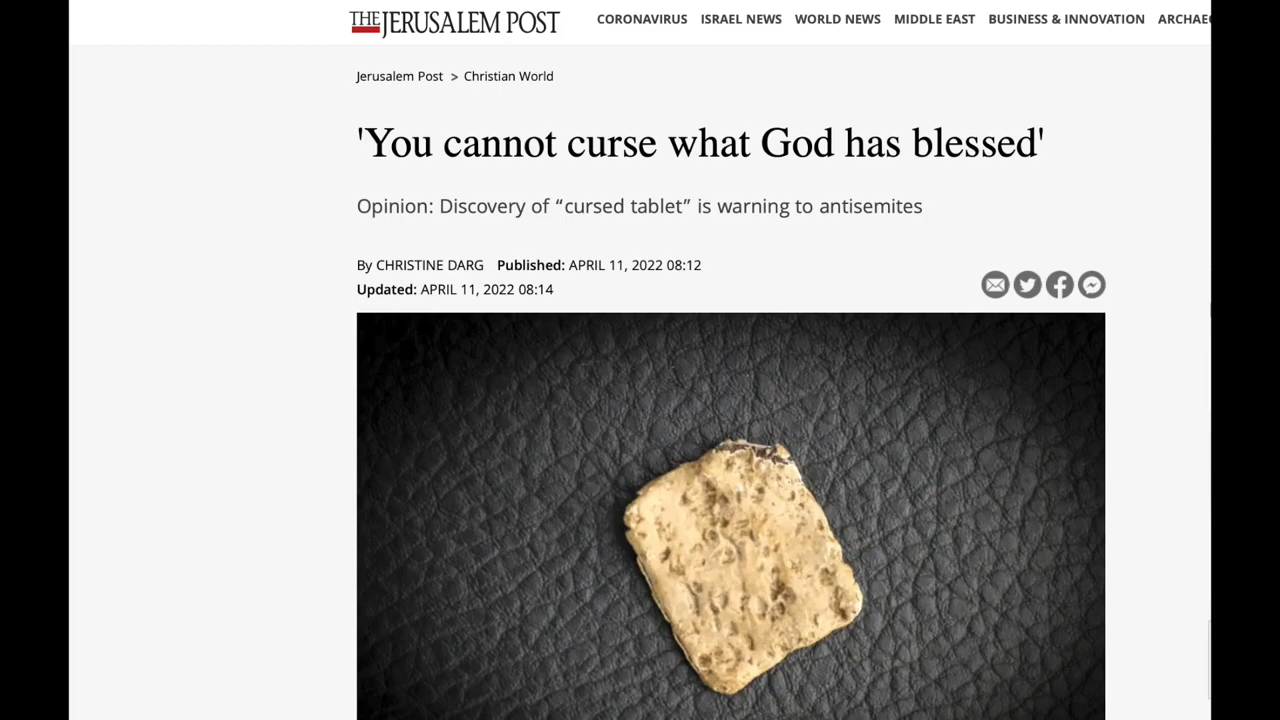 THE JERUSALEM POST
CORONAVIRUS ISRAEL NEWS WORLD NEWS MIDDLE EAST BUSINESS & INNOVATION
Jerusalem Post > Christian World
'You cannot curse what God has blessed'
Opinion: Discovery of “cursed tablet” is warning to antisemites
By CHRISTINE DARG Published: APRIL 11, 2022 08:12
Updated: APRIL 11, 2022 08:14